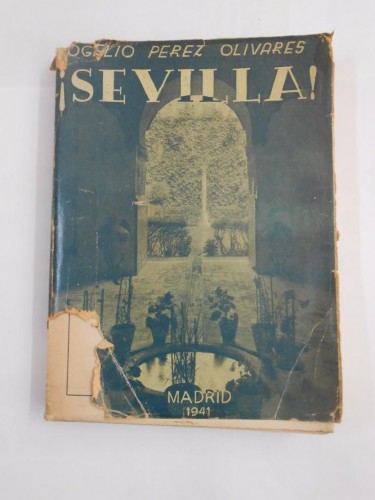 OGELIO PEREZ OLIVARES
¡SEVILLA!
MADRID
1941